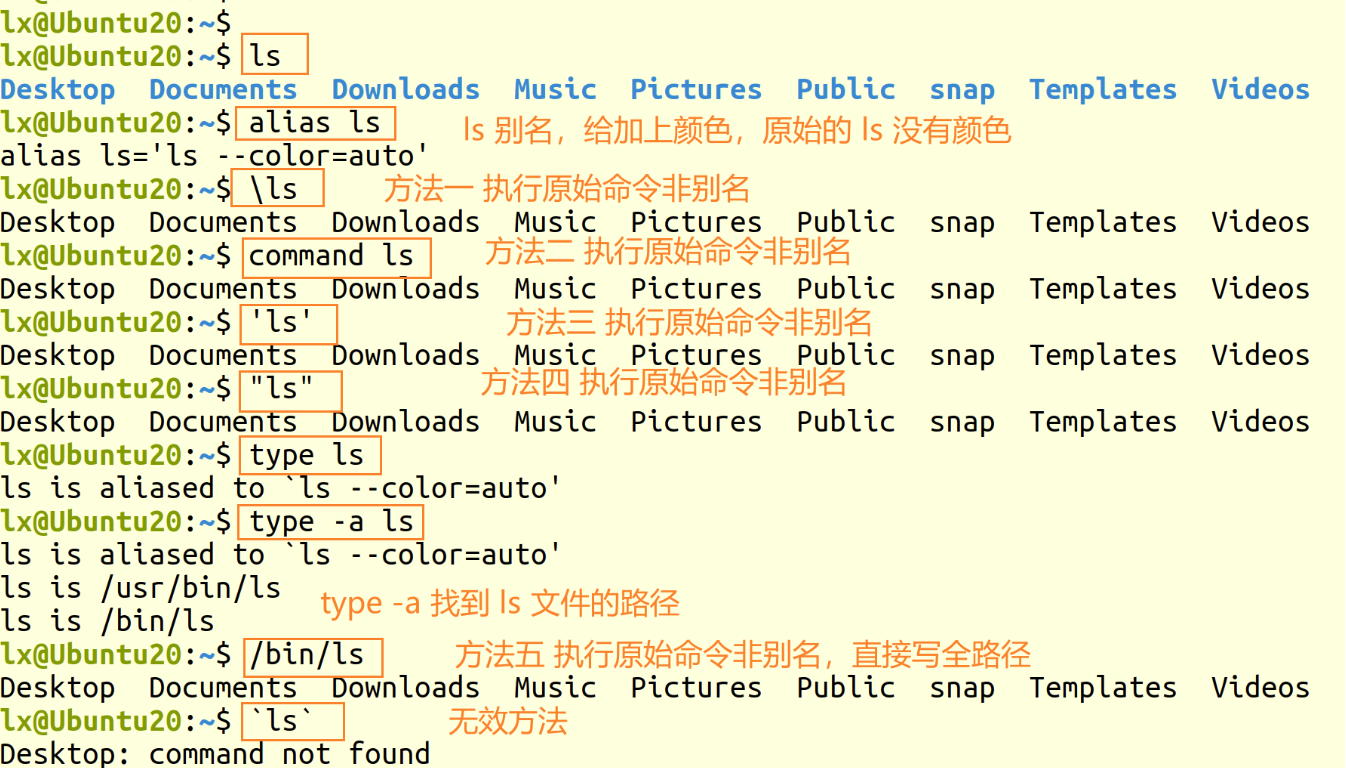 lx@Ubuntu20:~$
lx@Ubuntu20:~$ ls
Desktop Documents Downloads Music Pictures Public snap Templates Videos
lx@Ubuntu20:~$ alias ls ls 别名，给加上颜色，原始的 ls 没有颜色
alias ls='ls --color=auto'
lx@Ubuntu20:~$ \ls 方法一 执行原始命令非别名
Desktop Documents Downloads Music Pictures Public snap Templates Videos
lx@Ubuntu20:~$ command ls 方法二 执行原始命令非别名
Desktop Documents Downloads Music Pictures Public snap Templates Videos
lx@Ubuntu20:~$ 'ls' 方法三 执行原始命令非别名
Desktop Documents Downloads Music Pictures Public snap Templates Videos
lx@Ubuntu20:~$ "ls" 方法四 执行原始命令非别名
Desktop Documents Downloads Music Pictures Public snap Templates Videos
lx@Ubuntu20:~$ type ls
ls is aliased to `ls --color=auto'
lx@Ubuntu20:~$ type -a ls
ls is aliased to `ls --color=auto'
ls is /usr/bin/ls
type -a 找到 ls 文件的路径
ls is /bin/ls
lx@Ubuntu20:~$ /bin/ls 方法五 执行原始命令非别名，直接写全路径
Desktop Documents Downloads Music Pictures Public snap Templates Videos
lx@Ubuntu20:~$ `ls` 无效方法
Desktop: command not found